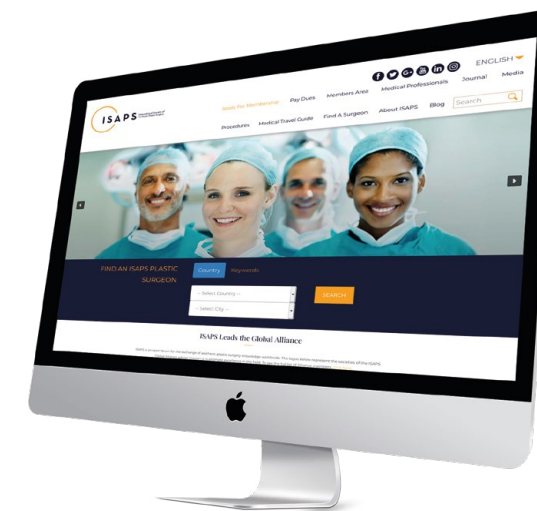 ENGLISH
Apply For Membership Pay Dues Members Area Medical Professionals Journal Media
Procedures Medical Travel Guide Find A Surgeon About ISAPS Blog Search
ISAPS
FIND AN ISAPS PLASTIC
SURGEON
Country Keywords
-- Select Country --
SEARCH
-- Select City --
ISAPS Leads the Global Alliance